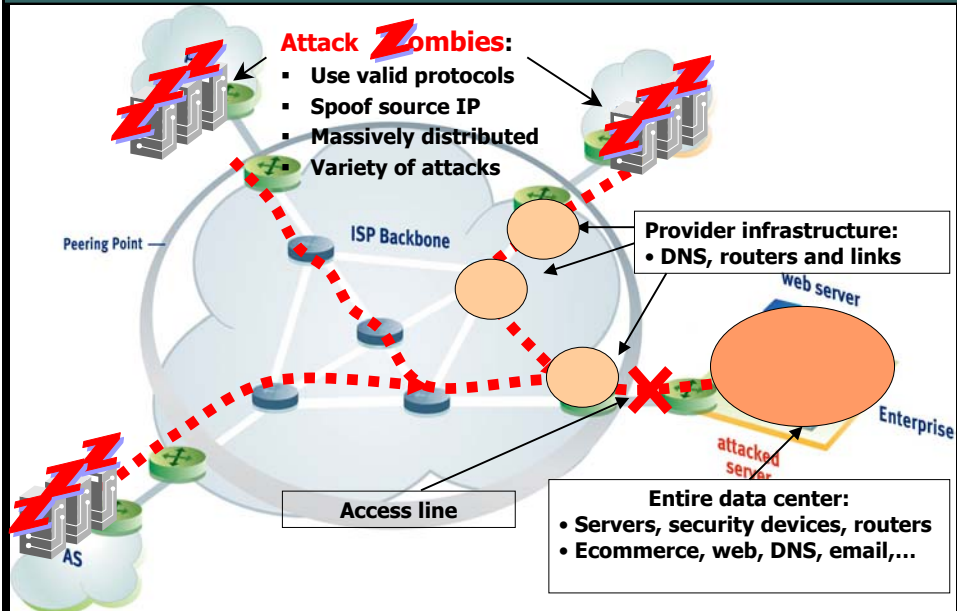 Attack Zombies:
▪ Use valid protocols
▪ Spoof source IP
▪ Massively distributed
▪ Variety of attacks
Peering Point
ISP Backbone
Provider infrastructure:
• DNS, routers and links
web server
Enterprise
attacked
server
Access line
Entire data center:
• Servers, security devices, routers
• Ecommerce, web, DNS, email,...
AS